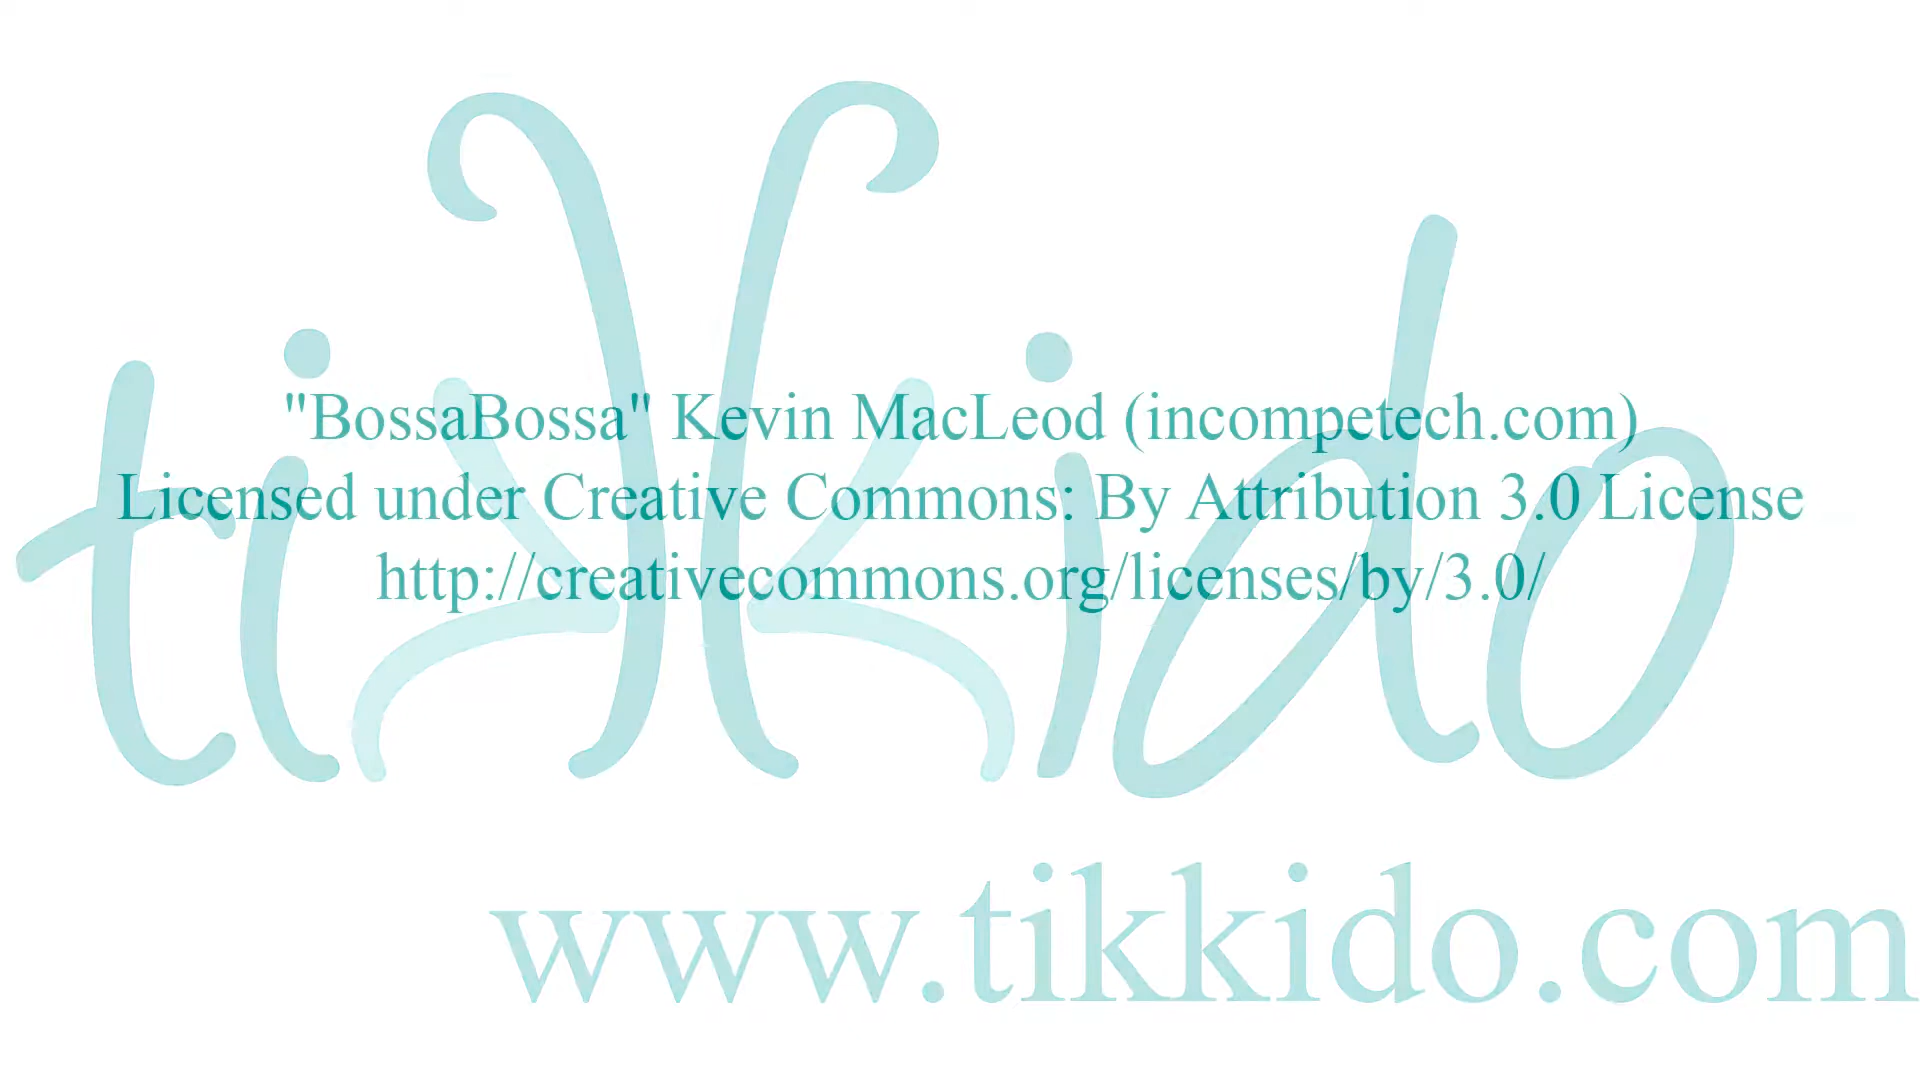 "BossaBossa" Kevin MacLeod (incompetech.com)
Licensed under Creative Commons: By Attribution 3.0 License
http://creativecommons.org/licenses/by/3.0/
tikkido
www.tikkido.com